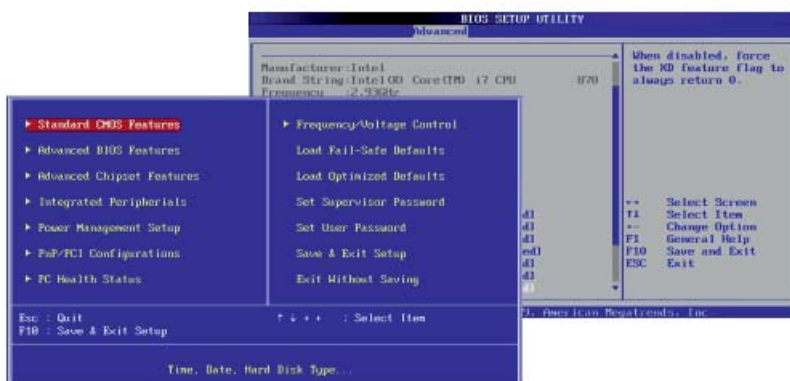 BIOS SETUP UTILITY
Advanced
Manufacturer:Intel
Brand String:Intel(R) Core(TM) i7 CPU 870
Frequency :2.93GHz
When disabled, force
the XD feature flag to
always return 0.
Select Screen
Select Item
+- Change Option
F1 General Help
F10 Save and Exit
ESC Exit
American Megatrends, Inc
Standard CMOS Features
Advanced BIOS Features
Advanced Chipset Features
Integrated Peripherials
Power Management Setup
PnP/PCI Configurations
PC Health Status
Frequency/Voltage Control
Load Fail-Safe Defaults
Load Optimized Defaults
Set Supervisor Password
Set User Password
Save & Exit Setup
Exit Without Saving
Esc : Quit
F10 : Save & Exit Setup
: Select Item
Time, Date, Hard Disk Type...